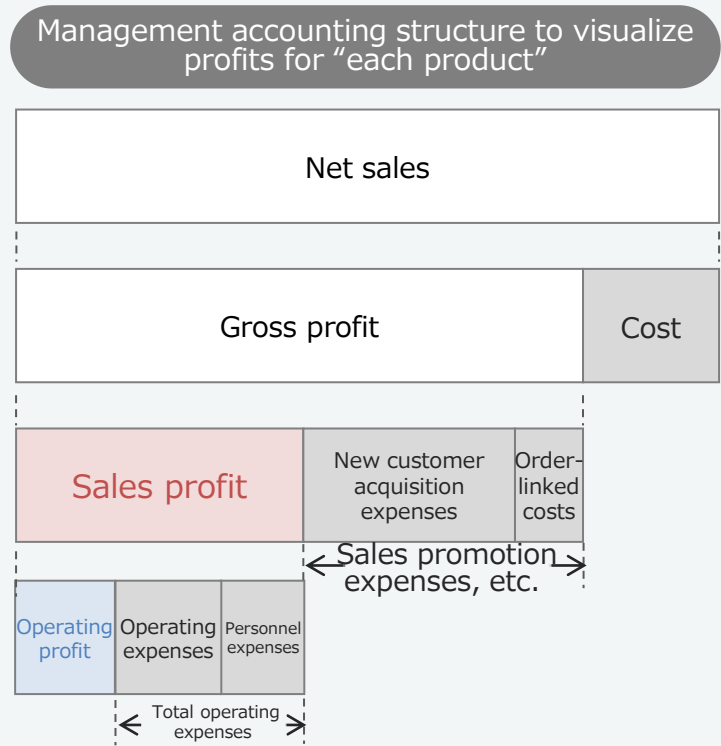 Management accounting structure to visualize
profits for “each product”
Net sales
Gross profit
Cost
Sales profit
New customer
acquisition
expenses
Order-
linked
costs
Sales promotion
expenses, etc.
Operating
profit
Operating
expenses
Personnel
expenses
Total operating
expenses